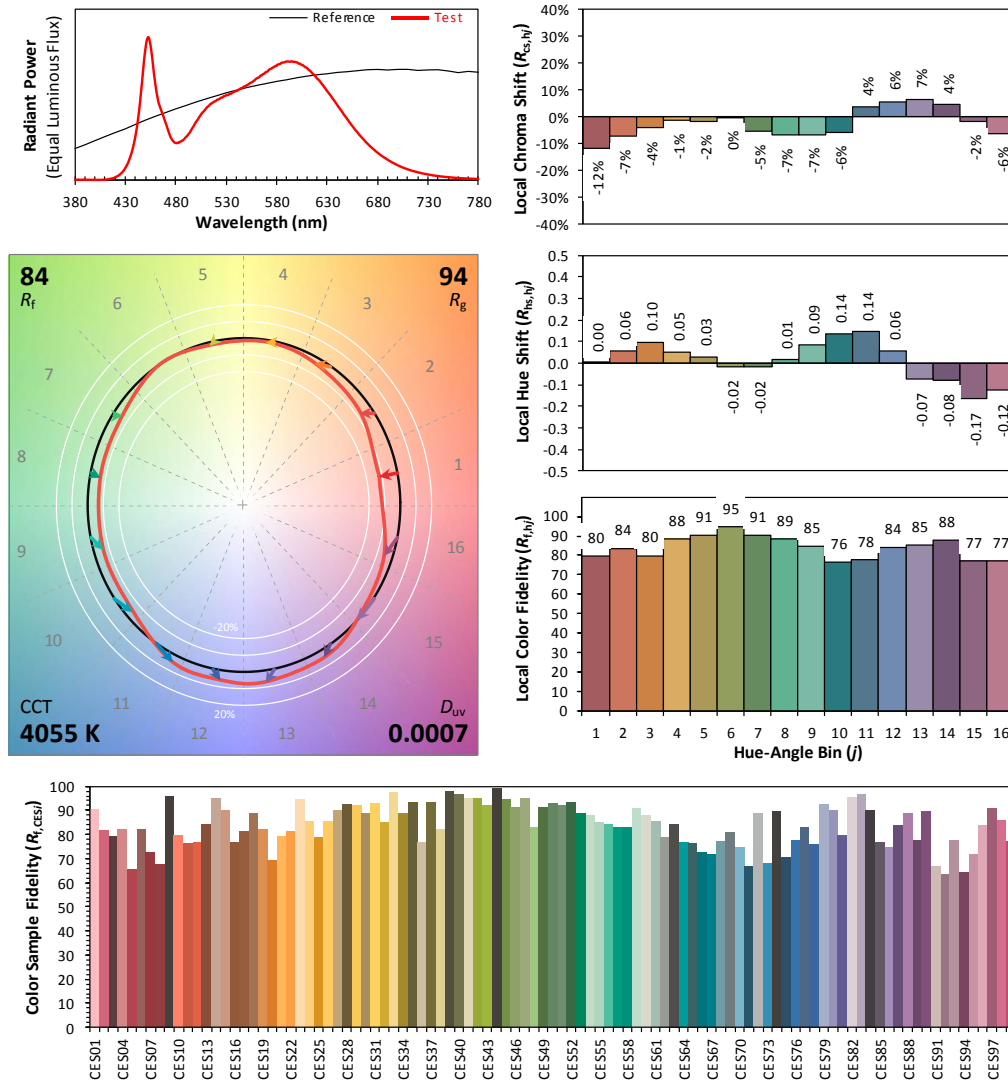 Radiant Power
(Equal Luminous Flux)
Reference
Test
380 430 480 530 580 630 680 730 780
Wavelength (nm)
Local Chroma Shift (Rcs,hj)
40%
30%
20%
10%
0%
-10%
-20%
-30%
-40%
-12% -7% -4% -1% -2% 0% -5% -7% -7% -6% 4% 6% 7% 4% -2% -6%
84
Rf
94
Rg
1 2 3 4 5 6 7 8 9 10 11 12 13 14 15 16
-20%
20%
CCT
4055 K
Duv
0.0007
Local Hue Shift (Rhs,hj)
0.5
0.4
0.3
0.2
0.1
0.0
-0.1
-0.2
-0.3
-0.4
-0.5
0.00 0.06 0.10 0.05 0.03 -0.02 -0.02 0.01 0.09 0.14 0.14 0.06 -0.07 -0.08 -0.17 -0.12
Local Color Fidelity (Rf,hj)
100
90
80
70
60
50
40
30
20
10
0
80 84 80 88 91 95 91 89 85 76 78 84 85 88 77 77
1 2 3 4 5 6 7 8 9 10 11 12 13 14 15 16
Hue-Angle Bin (j)
Color Sample Fidelity (Rf,CESi)
100
90
80
70
60
50
40
30
20
10
0
CES01 CES04 CES07 CES10 CES13 CES16 CES19 CES22 CES25 CES28 CES31 CES34 CES37 CES40 CES43 CES46 CES49 CES52 CES55 CES58 CES61 CES64 CES67 CES70 CES73 CES76 CES79 CES82 CES85 CES88 CES91 CES94 CES97